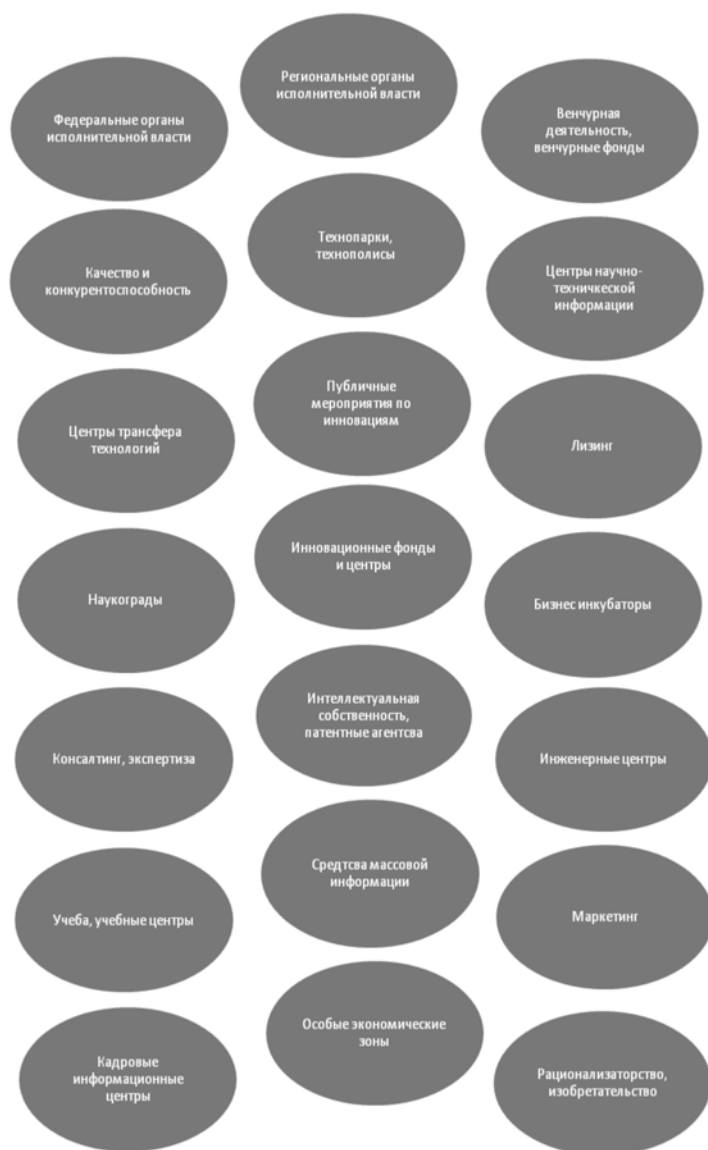 Региональные органы
исполнительной власти
Федеральные органы
исполнительной власти
Венчурная
деятельность,
венчурные фонды
Технопарки,
технополисы
Качество и
конкурентоспособность
Центры научно-
техничкеской
информации
Публичные
мероприятия по
инновациям
Центры трансфера
технологий
Лизинг
Инновационные фонды
и центры
Наукограды
Бизнес инкубаторы
Интеллектуальная
собственность,
патентные агентсва
Консалтинг, экспертиза
Инженерные центры
Средтсва массовой
информации
Учеба, учебные центры
Маркетинг
Особые экономические
зоны
Кадровые
информационные
центры
Рационализаторство,
изобретательство